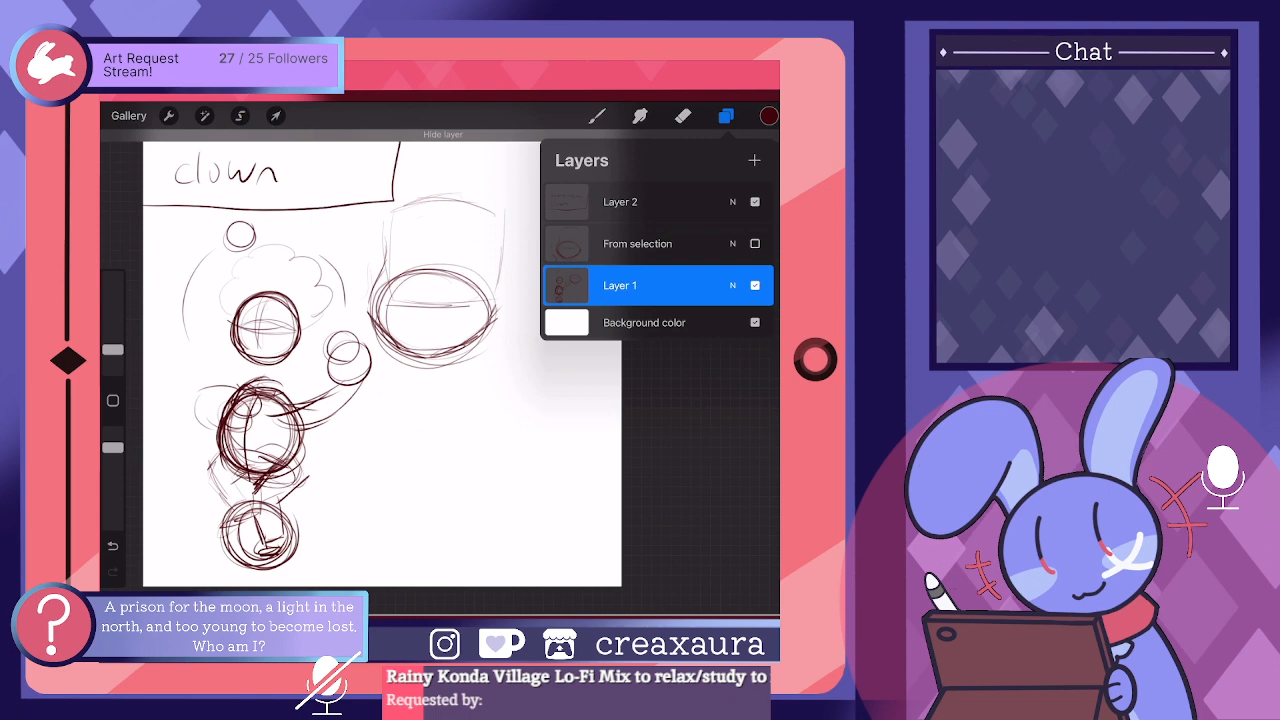 Art Request
Stream!
27 / 25 Followers
Chat
Gallery
Hide layer
clown
Layers
Layer 2
N
From selection
N
Layer 1
N
Background color
A prison for the moon, a light in the
north, and too young to become lost.
Who am I?
creaxaura
Rainy Konda Village Lo-Fi Mix to relax/study to
Requested by: